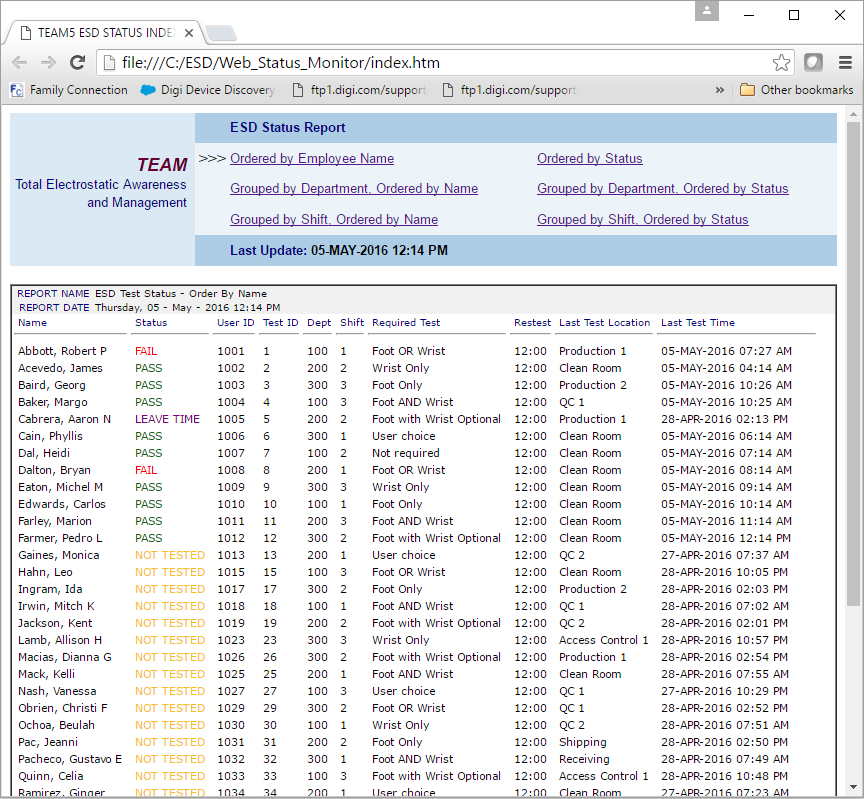 TEAM5 ESD STATUS INDE
file:///C:/ESD/Web_Status_Monitor/index.htm
Family Connection Digi Device Discovery ftp1.digi.com/support ftp1.digi.com/support » Other bookmarks
ESD Status Report
TEAM
Total Electrostatic Awareness
and Management
>>> Ordered by Employee Name Ordered by Status
Grouped by Department, Ordered by Name Grouped by Department, Ordered by Status
Grouped by Shift, Ordered by Name Grouped by Shift, Ordered by Status
Last Update: 05-MAY-2016 12:14 PM
REPORT NAME ESD Test Status - Order By Name
REPORT DATE Thursday, 05 - May - 2016 12:14 PM
Name Status User ID Test ID Dept Shift Required Test Restest Last Test Location Last Test Time
Abbott, Robert P FAIL 1001 1 100 1 Foot OR Wrist 12:00 Production 1 05-MAY-2016 07:27 AM
Acevedo, James PASS 1002 2 200 2 Wrist Only 12:00 Clean Room 05-MAY-2016 04:14 AM
Baird, Georg PASS 1003 3 300 3 Foot Only 12:00 Production 2 05-MAY-2016 10:26 AM
Baker, Margo PASS 1004 4 100 3 Foot AND Wrist 12:00 QC 1 05-MAY-2016 10:25 AM
Cabrera, Aaron N LEAVE TIME 1005 5 200 2 Foot with Wrist Optional 12:00 Production 1 28-APR-2016 02:13 PM
Cain, Phyllis PASS 1006 6 300 1 User choice 12:00 Clean Room 05-MAY-2016 06:14 AM
Dal, Heidi PASS 1007 7 100 2 Not required 12:00 Clean Room 05-MAY-2016 07:14 AM
Dalton, Bryan FAIL 1008 8 200 1 Foot OR Wrist 12:00 Clean Room 05-MAY-2016 08:14 AM
Eaton, Michel M PASS 1009 9 300 3 Wrist Only 12:00 Clean Room 05-MAY-2016 09:14 AM
Edwards, Carlos PASS 1010 10 100 1 Foot Only 12:00 Clean Room 05-MAY-2016 10:14 AM
Farley, Marion PASS 1011 11 200 3 Foot AND Wrist 12:00 Clean Room 05-MAY-2016 11:14 AM
Farmer, Pedro L PASS 1012 12 300 2 Foot with Wrist Optional 12:00 Clean Room 05-MAY-2016 12:14 PM
Gaines, Monica NOT TESTED 1013 13 200 1 User choice 12:00 QC 2 27-APR-2016 07:37 AM
Hahn, Leo NOT TESTED 1015 15 100 3 Foot OR Wrist 12:00 Clean Room 28-APR-2016 10:05 PM
Ingram, Ida NOT TESTED 1017 17 300 2 Foot Only 12:00 Production 2 28-APR-2016 02:03 PM
Irwin, Mitch K NOT TESTED 1018 18 100 1 Foot AND Wrist 12:00 QC 1 28-APR-2016 07:02 AM
Jackson, Kent NOT TESTED 1019 19 200 2 Foot with Wrist Optional 12:00 QC 2 28-APR-2016 02:01 PM
Lamb, Allison H NOT TESTED 1023 23 300 3 Wrist Only 12:00 Access Control 1 28-APR-2016 10:57 PM
Macias, Dianna G NOT TESTED 1026 26 300 2 Foot with Wrist Optional 12:00 Production 1 28-APR-2016 02:54 PM
Mack, Kelli NOT TESTED 1025 25 200 1 Foot AND Wrist 12:00 Clean Room 28-APR-2016 07:55 AM
Nash, Vanessa NOT TESTED 1027 27 100 3 User choice 12:00 QC 1 27-APR-2016 10:29 PM
Obrien, Christi F NOT TESTED 1029 29 300 2 Foot OR Wrist 12:00 QC 1 28-APR-2016 02:52 PM
Ochoa, Beulah NOT TESTED 1030 30 100 1 Wrist Only 12:00 QC 2 28-APR-2016 07:51 AM
Pac, Jeanni NOT TESTED 1031 31 200 2 Foot Only 12:00 Shipping 28-APR-2016 02:50 PM
Pacheco, Gustavo E NOT TESTED 1032 32 300 1 Foot AND Wrist 12:00 Receiving 28-APR-2016 07:49 AM
Quinn, Celia NOT TESTED 1033 33 100 3 Foot with Wrist Optional 12:00 Access Control 1 28-APR-2016 10:48 PM
Ramirez, Ginger NOT TESTED 1034 34 200 1 User choice 12:00 Clean Room 27-APR-2016 07:23 AM